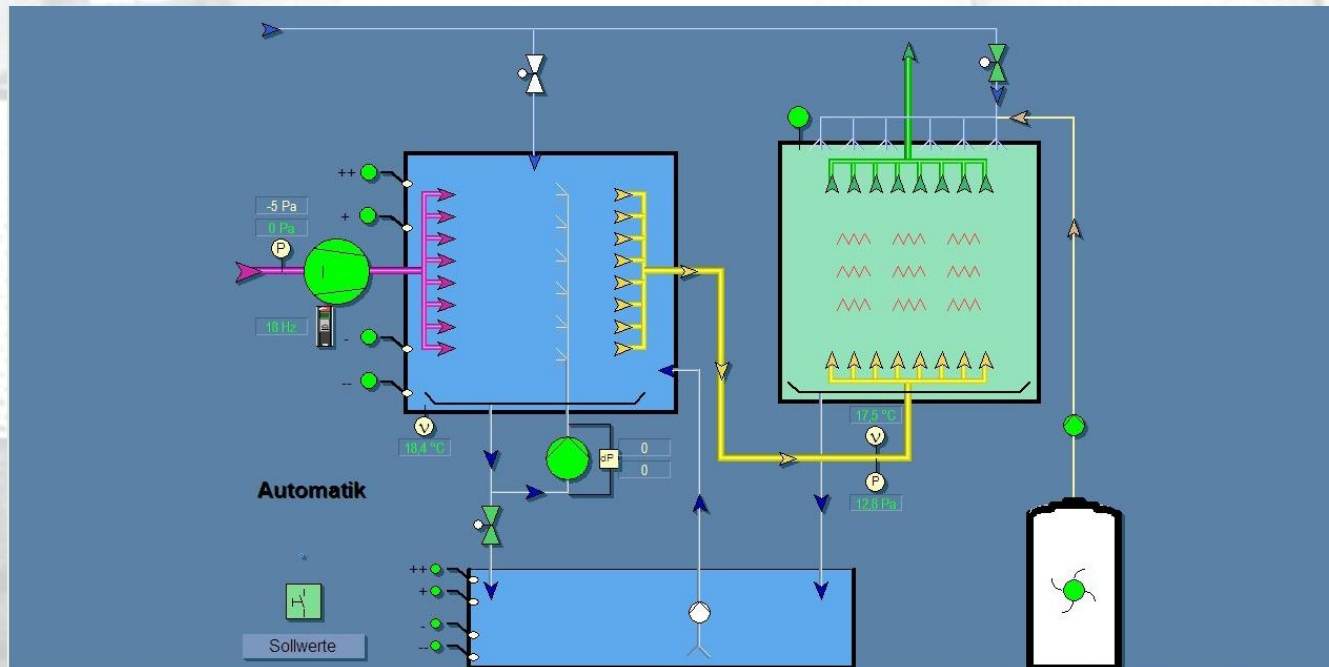 ++
-5 Pa
+
0 Pa
P
18 Hz
-
--
17,5 °C
ν
18,4 °C
ν
dP
0
0
P
12,8 Pa
Automatik
++
+
-
--
Sollwerte